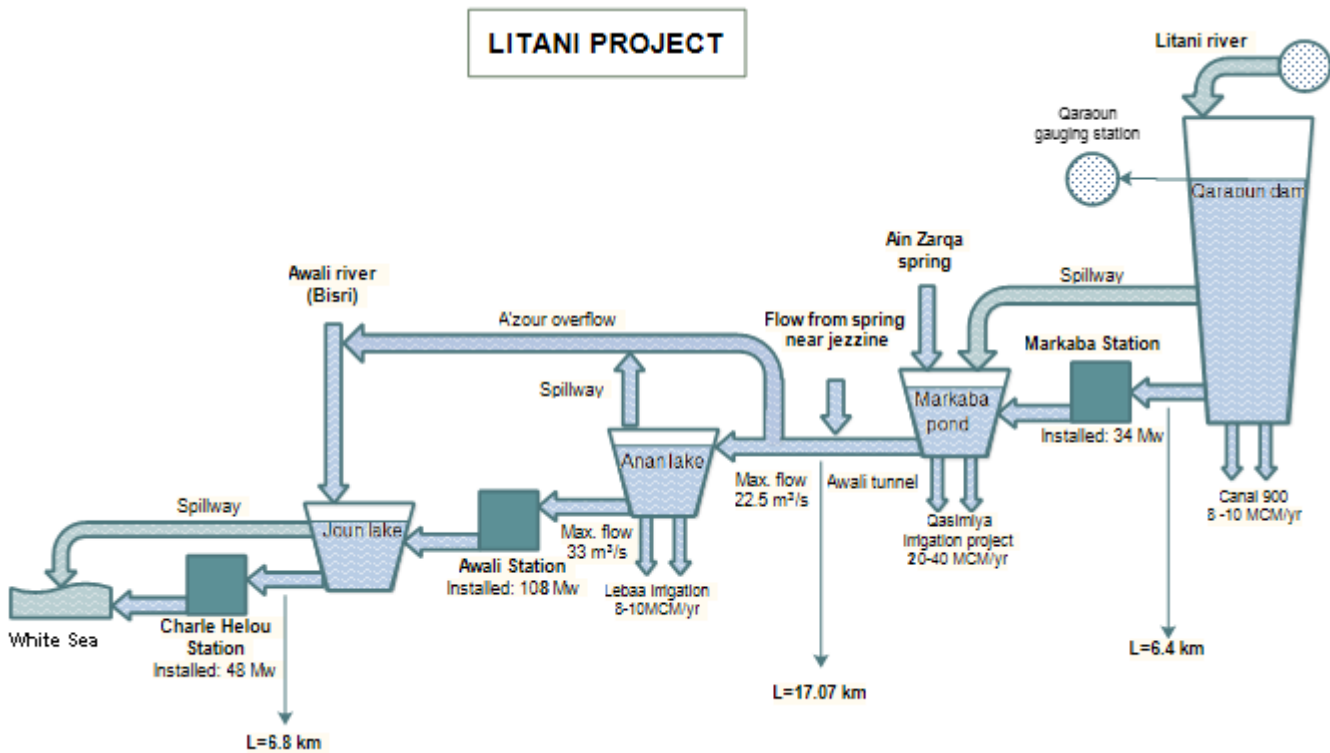 LITANI PROJECT
Litani river
Qaraoun
gauging station
Qaraoun dam
Ain Zarqa
spring
Spillway
Awali river
(Bisri)
A'zour overflow
Flow from spring
near jezzine
Markaba Station
Spillway
Markaba
pond
Installed: 34 Mw
Anan lake
Max. flow
22.5 m³/s
Awali tunnel
Canal 900
8 -10 MCM/yr
Spillway
Joun lake
Max. flow
33 m³/s
Qasimiya
irrigation project
20-40 MCM/yr
Awali Station
Installed: 108 Mw
Lebaa irrigation
8-10MCM/yr
White Sea
Charle Helou
Station
Installed: 48 Mw
L=6.4 km
L=17.07 km
L=6.8 km